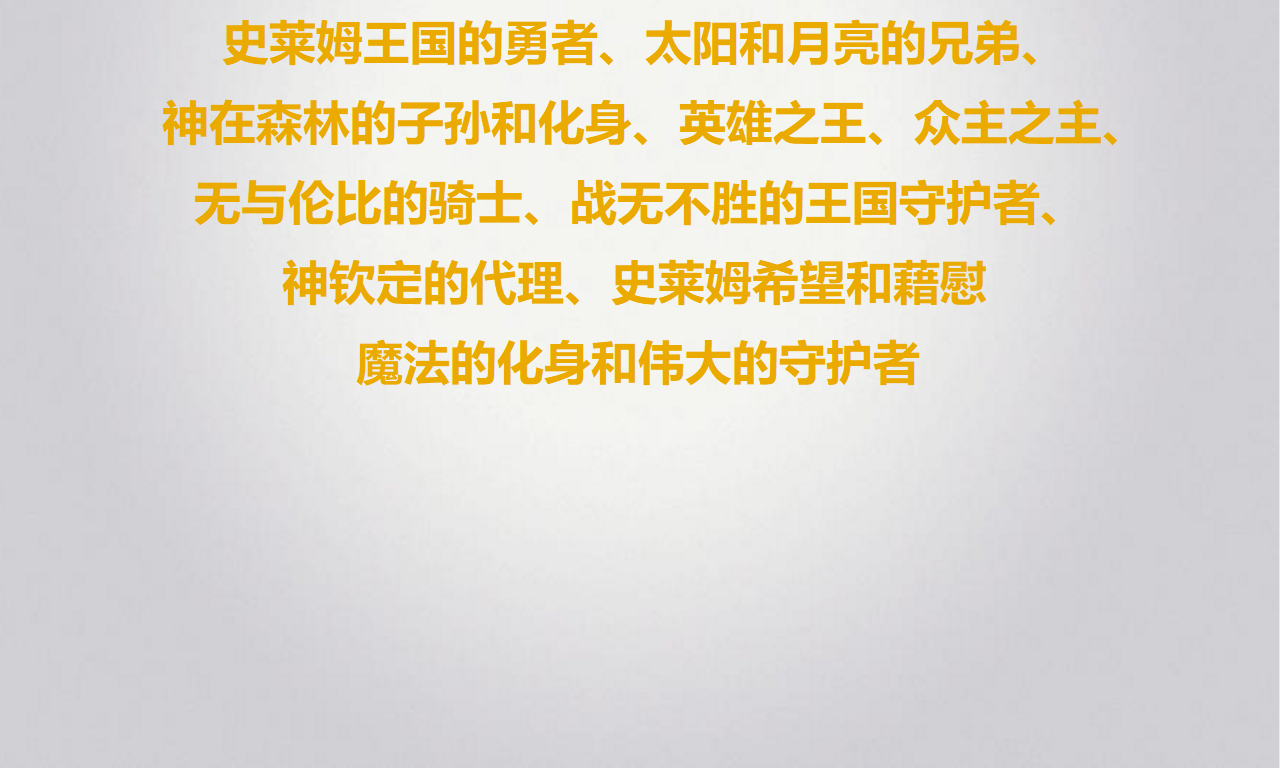 史莱姆王国的勇者、太阳和月亮的兄弟、
神在森林的子孙和化身、英雄之王、众主之主、
无与伦比的骑士、战无不胜的王国守护者、
神钦定的代理、史莱姆希望和藉慰
魔法的化身和伟大的守护者